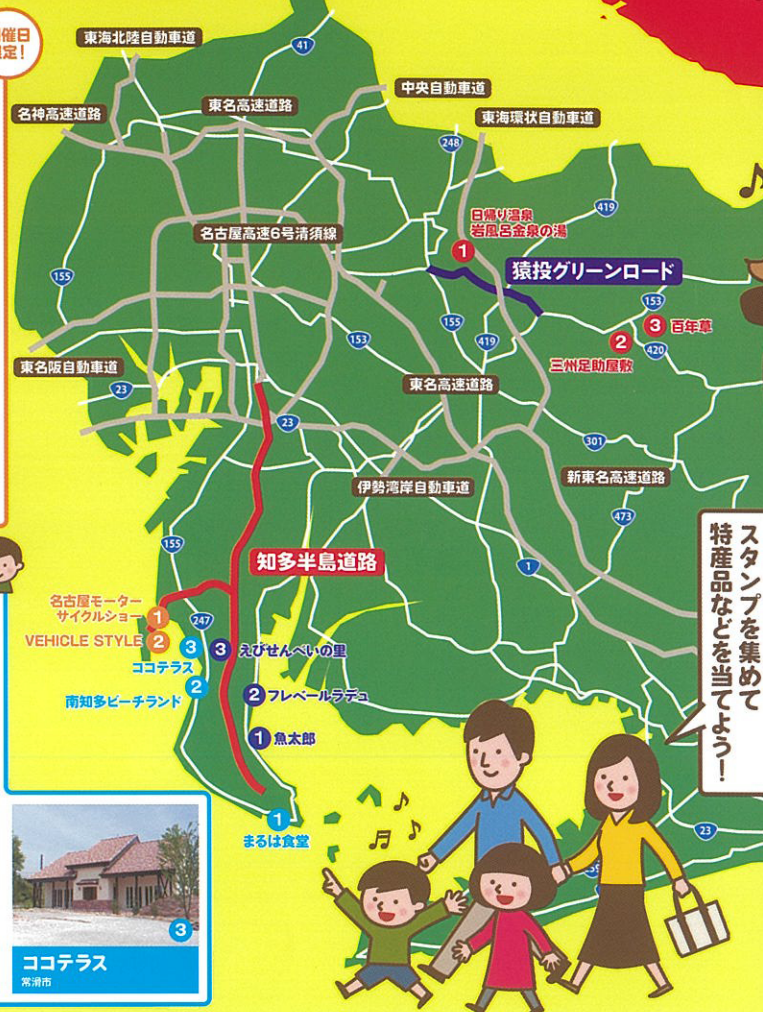 催日
定！
東海北陸自動車道
41
中央自動車道
名神高速道路
東名高速道路
東海環状自動車道
248
419
日帰り温泉
岩風呂金泉の湯
1
名古屋高速6号清須線
猿投グリーンロード
155
153
155
153
419
3 百年草
2
420
三州足助屋敷
東名阪自動車道
東名高速道路
23
23
301
伊勢湾岸自動車道
新東名高速道路
473
155
1
知多半島道路
スタンプを集めて
特産品などを当てよう！
名古屋モーター
サイクルショー
1
247
VEHICLE STYLE 2
3
ココテラス
3 えびせんべいの里
2
南知多ビーチランド
2 フレベールラデュ
1 魚太郎
1
まるは食堂
23
3
ココテラス
常滑市